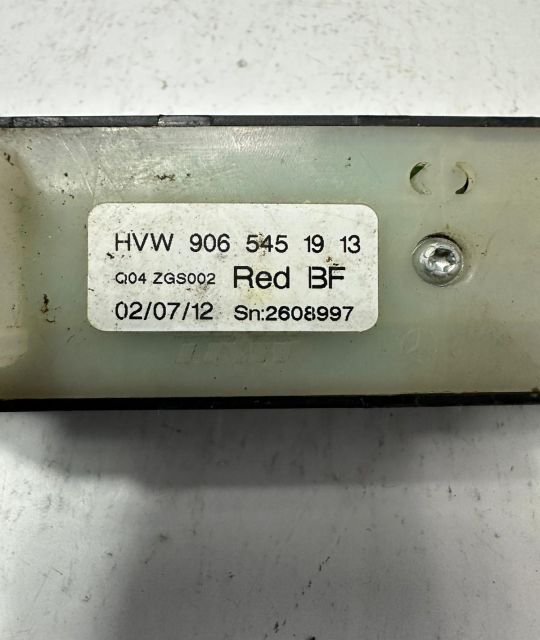 HVW 906 545 19 13
Q04 ZGS002 Red BF
02/07/12 Sn:2608997